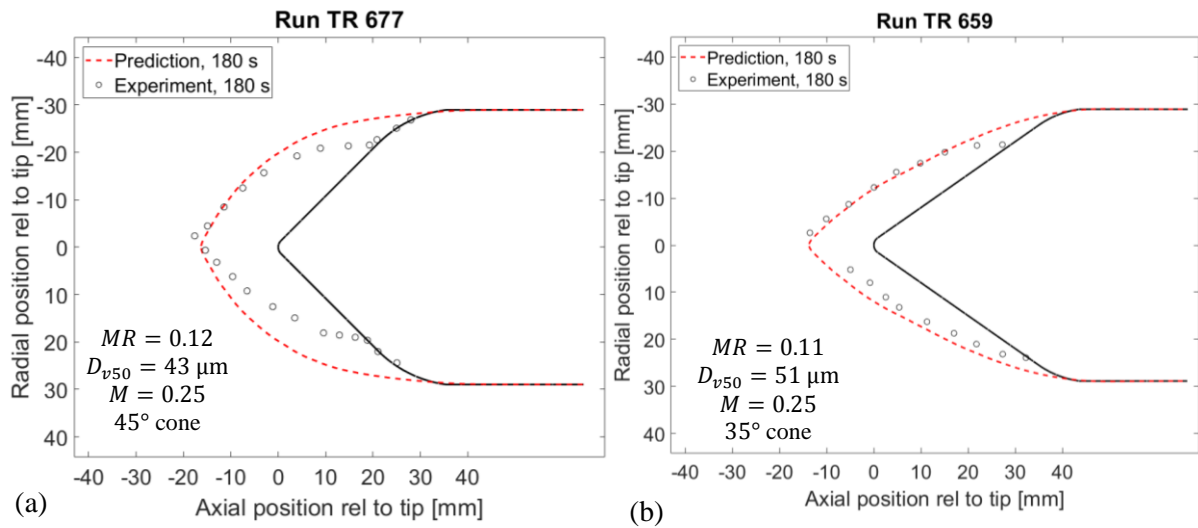 Run TR 677
Prediction, 180 s
Experiment, 180 s
-40
-30
-20
-10
0
10
20
30
40
Radial position rel to tip [mm]
MR = 0.12
D_{v50} = 43 μm
M = 0.25
45° cone
-40 -30 -20 -10 0 10 20 30 40
Axial position rel to tip [mm]
(a)
Run TR 659
Prediction, 180 s
Experiment, 180 s
-40
-30
-20
-10
0
10
20
30
40
Radial position rel to tip [mm]
MR = 0.11
D_{v50} = 51 μm
M = 0.25
35° cone
-40 -30 -20 -10 0 10 20 30 40
Axial position rel to tip [mm]
(b)